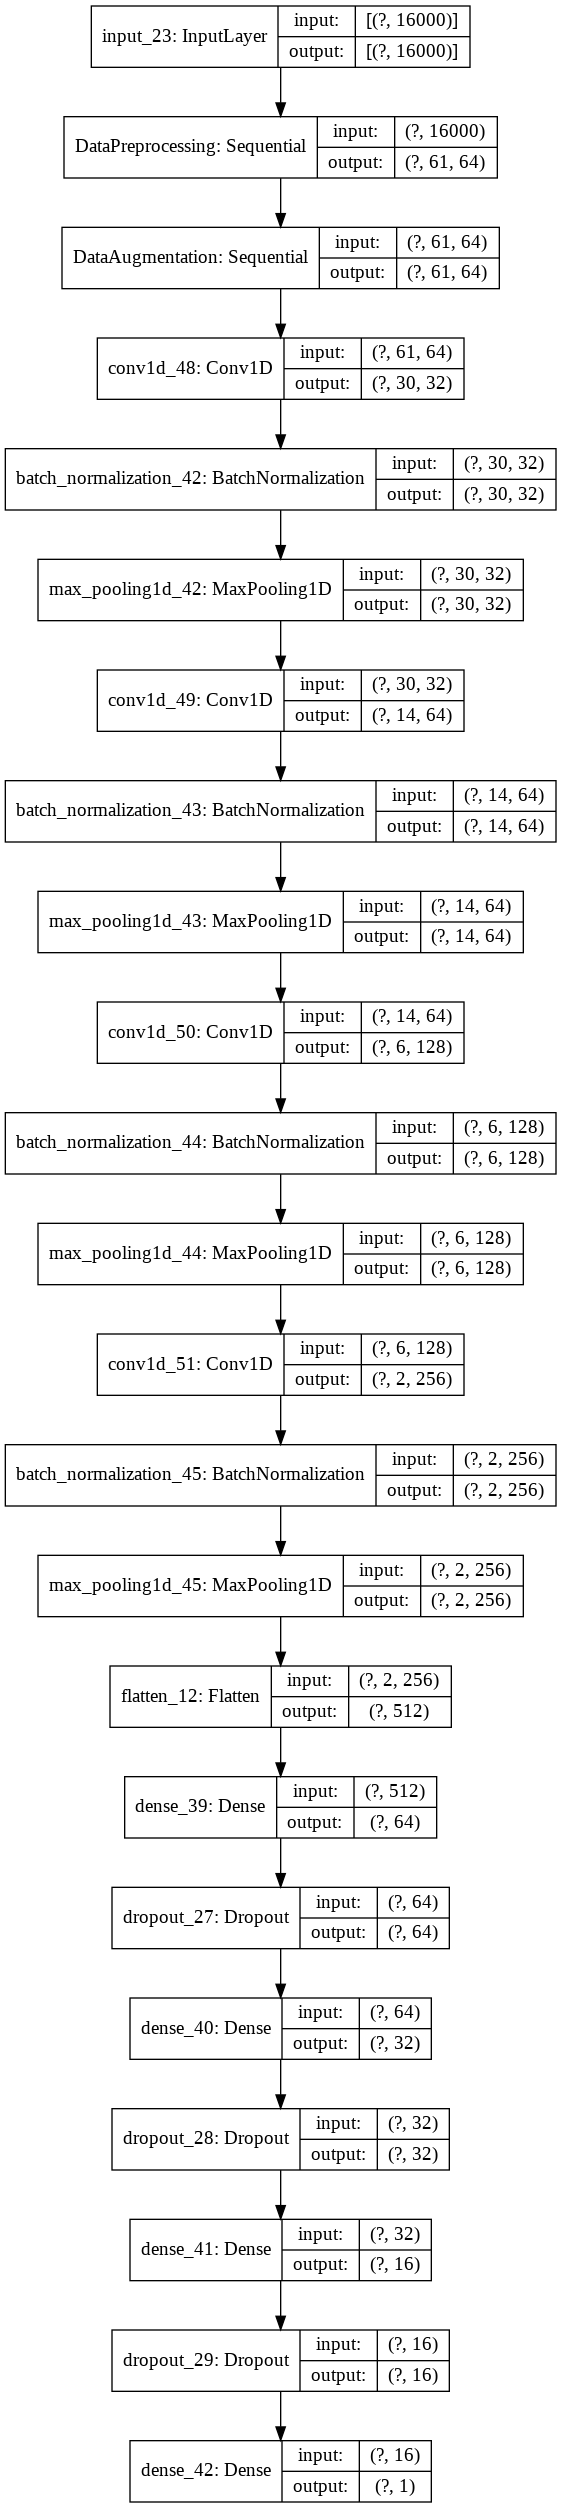 input_23: InputLayer
input: [(?, 16000)]
output: [(?, 16000)]
DataPreprocessing: Sequential
input: (?, 16000)
output: (?, 61, 64)
DataAugmentation: Sequential
input: (?, 61, 64)
output: (?, 61, 64)
conv1d_48: Conv1D
input: (?, 61, 64)
output: (?, 30, 32)
batch_normalization_42: BatchNormalization
input: (?, 30, 32)
output: (?, 30, 32)
max_pooling1d_42: MaxPooling1D
input: (?, 30, 32)
output: (?, 30, 32)
conv1d_49: Conv1D
input: (?, 30, 32)
output: (?, 14, 64)
batch_normalization_43: BatchNormalization
input: (?, 14, 64)
output: (?, 14, 64)
max_pooling1d_43: MaxPooling1D
input: (?, 14, 64)
output: (?, 14, 64)
conv1d_50: Conv1D
input: (?, 14, 64)
output: (?, 6, 128)
batch_normalization_44: BatchNormalization
input: (?, 6, 128)
output: (?, 6, 128)
max_pooling1d_44: MaxPooling1D
input: (?, 6, 128)
output: (?, 6, 128)
conv1d_51: Conv1D
input: (?, 6, 128)
output: (?, 2, 256)
batch_normalization_45: BatchNormalization
input: (?, 2, 256)
output: (?, 2, 256)
max_pooling1d_45: MaxPooling1D
input: (?, 2, 256)
output: (?, 2, 256)
flatten_12: Flatten
input: (?, 2, 256)
output: (?, 512)
dense_39: Dense
input: (?, 512)
output: (?, 64)
dropout_27: Dropout
input: (?, 64)
output: (?, 64)
dense_40: Dense
input: (?, 64)
output: (?, 32)
dropout_28: Dropout
input: (?, 32)
output: (?, 32)
dense_41: Dense
input: (?, 32)
output: (?, 16)
dropout_29: Dropout
input: (?, 16)
output: (?, 16)
dense_42: Dense
input: (?, 16)
output: (?, 1)